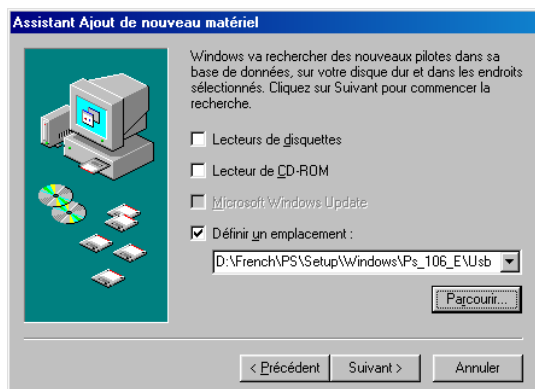 Assistant Ajout de nouveau matériel
Windows va rechercher des nouveaux pilotes dans sa
base de données, sur votre disque dur et dans les endroits
sélectionnés. Cliquez sur Suivant pour commencer la
recherche.
Lecteurs de disquettes
Lecteur de CD-ROM
Microsoft Windows Update
Définir un emplacement :
D:\French\PS\Setup\Windows\Ps_106_E\Usb
Parcourir...
< Précédent
Suivant >
Annuler